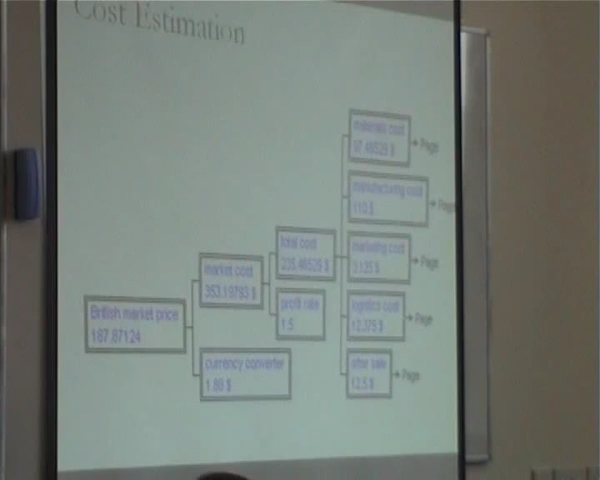 Cost Estimation
materials cost
97.46529 $
Page
manufacturing cost
110 $
Page
marketing cost
3.125 $
Page
logistics cost
12.375 $
Page
after sale
12.5 $
Page
total cost
235.46529 $
profit rate
1.5
market cost
353.19793 $
currency converter
1.88 $
British market price
187.87124